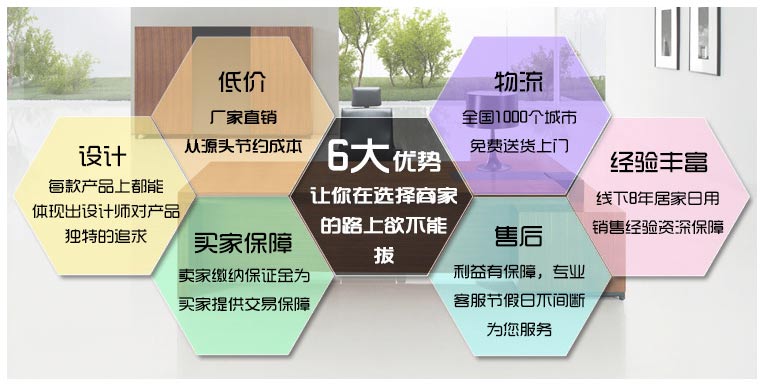 设计
每款产品上都能
体现出设计师对产品
独特的追求
低价
厂家直销
从源头节约成本
买家保障
卖家缴纳保证金为
买家提供交易保障
6大优势
让你在选择商家
的路上欲不能
拔
物流
全国1000个城市
免费送货上门
售后
利益有保障，专业
客服节假日不间断
为您服务
经验丰富
线下8年居家日用
销售经验资深保障